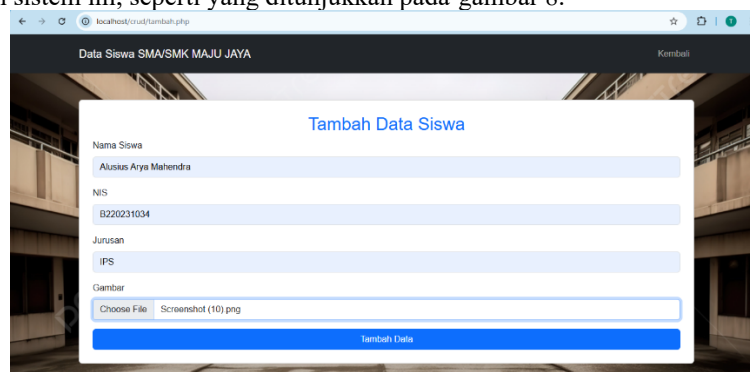 sistem ini, seperti yang ditunjukkan pada gambar 8.
localhost/crud/tambah.php
Data Siswa SMA/SMK MAJU JAYA
Kembali
Tambah Data Siswa
Nama Siswa
Alusius Arya Mahendra
NIS
B220231034
Jurusan
IPS
Gambar
Choose File Screenshot (10) png
Tambah Data